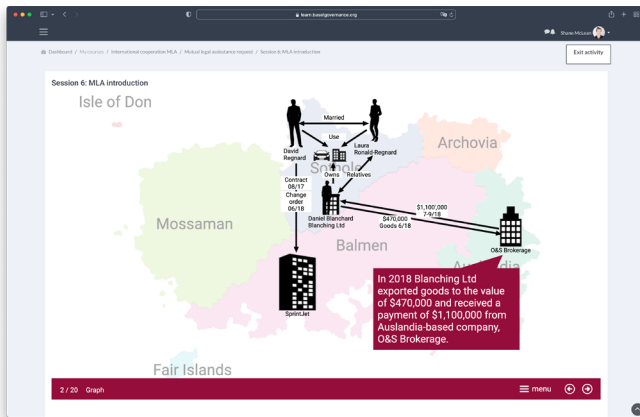 learn.baselgovernance.org
Sharee McLean
Dashboard / My courses / International cooperation MLA / Mutual legal assistance request / Session 6: MLA introduction
Exit activity
Session 6: MLA introduction
Isle of Don
Married
Use
David
Regnard
Laura
Ronald-Regnard
Archovia
Owns
Relatives
Contract
08/17
Change
order
06/18
Daniel Blanchard
Blanching Ltd
$1,100,000
7-9/18
$470,000
Goods 6/18
Mossaman
Balmen
O&S Brokerage
SprintJet
In 2018 Blanching Ltd
exported goods to the value
of $470,000 and received a
payment of $1,100,000 from
Auslandia-based company,
O&S Brokerage.
Fair Islands
2 / 20 Graph
menu